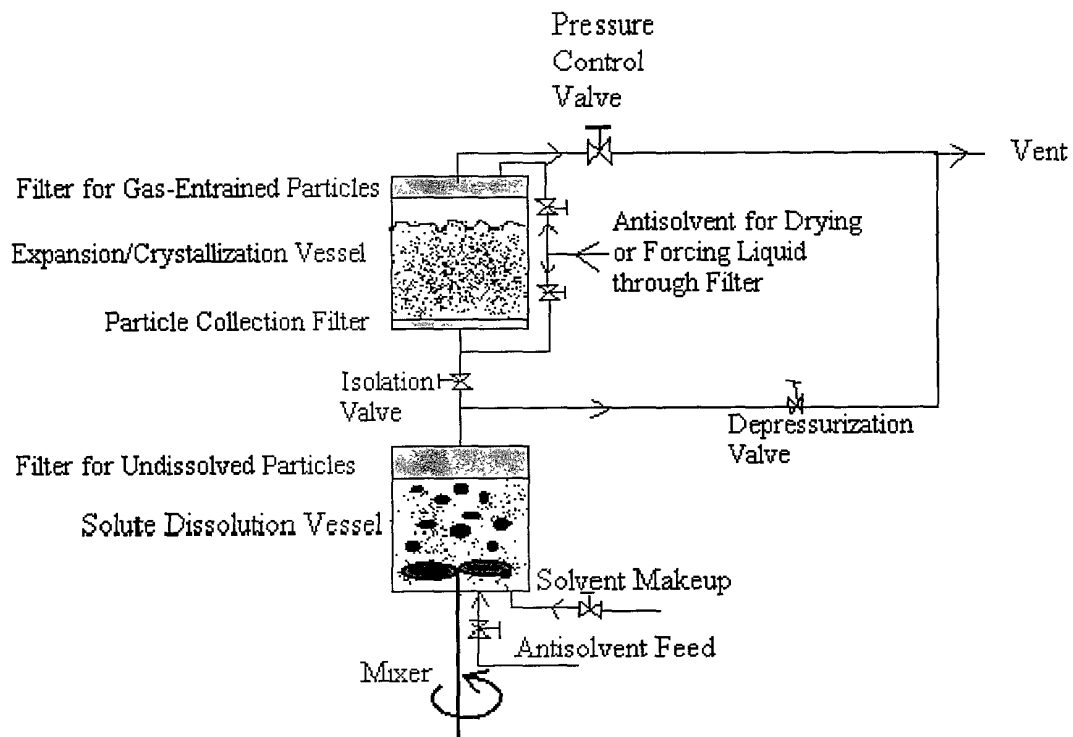 Pressure
Control
Valve
Vent
Filter for Gas-Entrained Particles
Antisolvent for Drying
or Forcing Liquid
through Filter
Expansion/Crystallization Vessel
Particle Collection Filter
Isolation
Valve
Depressurization
Valve
Filter for Undissolved Particles
Solute Dissolution Vessel
Solvent Makeup
Antisolvent Feed
Mixer